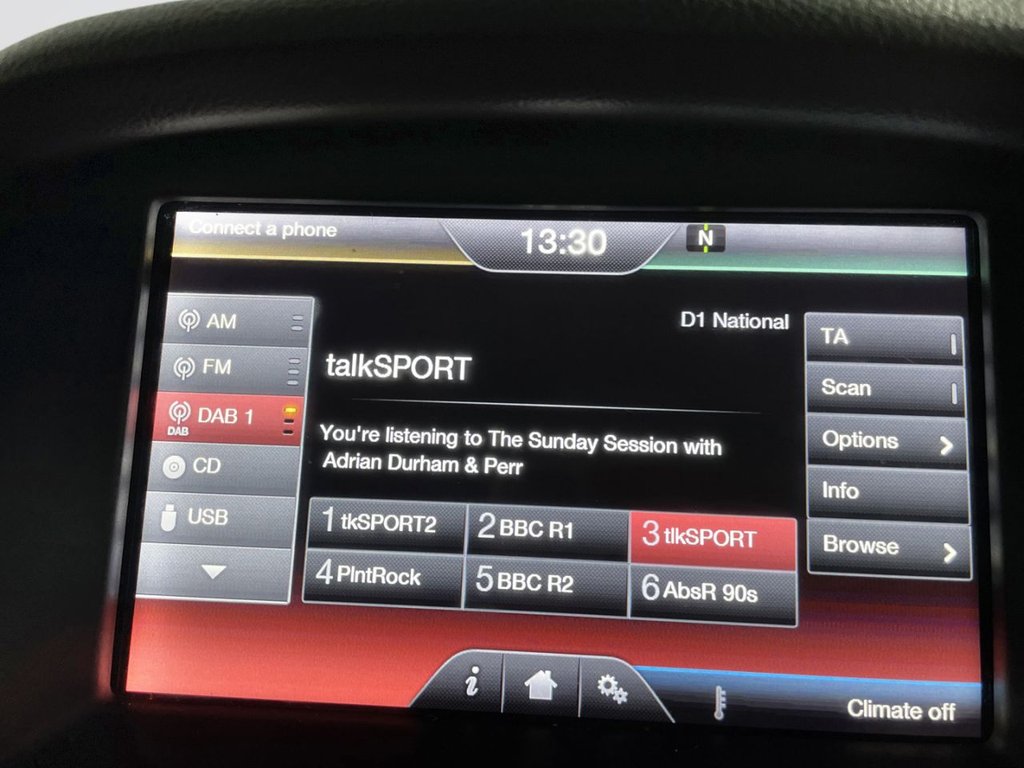 Connect a phone
13:30
N
AM
FM
DAB 1
DAB
CD
USB
D1 National
talkSPORT
You're listening to The Sunday Session with
Adrian Durham & Perr
1 tkSPORT2
2 BBC R1
3 tlkSPORT
4 PlntRock
5 BBC R2
6 AbsR 90s
TA
Scan
Options
Info
Browse
i
Climate off